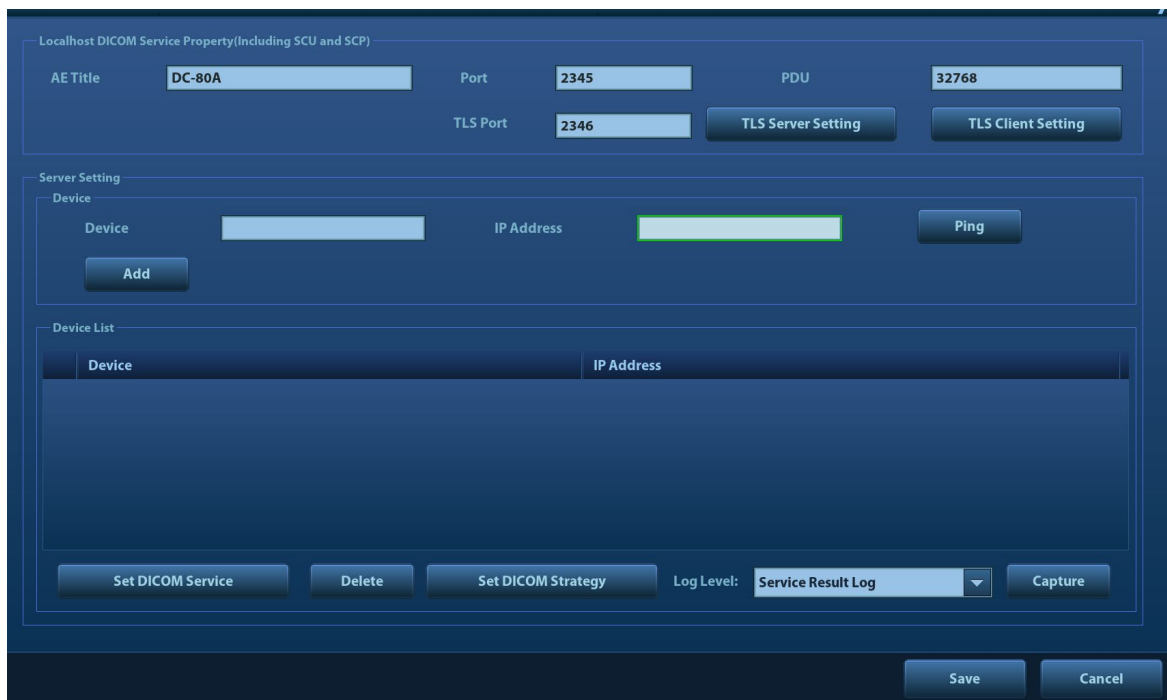 Localhost DICOM Service Property(Including SCU and SCP)
AE Title DC-80A Port 2345 PDU 32768
TLS Port 2346 TLS Server Setting TLS Client Setting
Server Setting
Device
Device IP Address Ping
Add
Device List
Device IP Address
Set DICOM Service Delete Set DICOM Strategy Log Level: Service Result Log Capture
Save Cancel